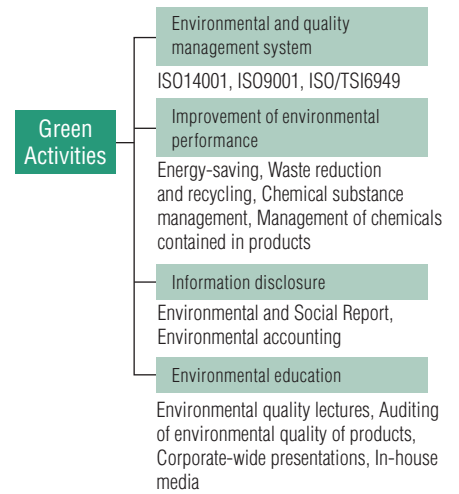 Green
Activities
Environmental and quality
management system
ISO14001, ISO9001, ISO/TSI6949
Improvement of environmental
performance
Energy-saving, Waste reduction
and recycling, Chemical substance
management, Management of chemicals
contained in products
Information disclosure
Environmental and Social Report,
Environmental accounting
Environmental education
Environmental quality lectures, Auditing
of environmental quality of products,
Corporate-wide presentations, In-house
media